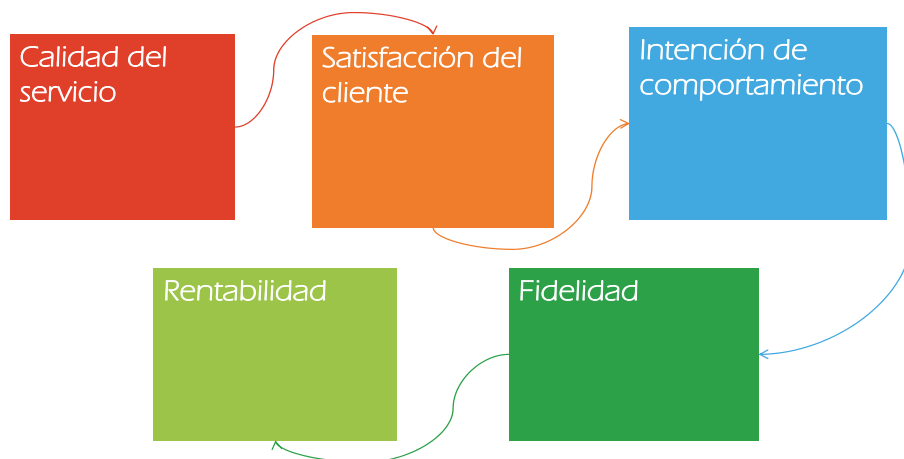 Calidad del
servicio
Satisfacción del
cliente
Intención de
comportamiento
Rentabilidad
Fidelidad